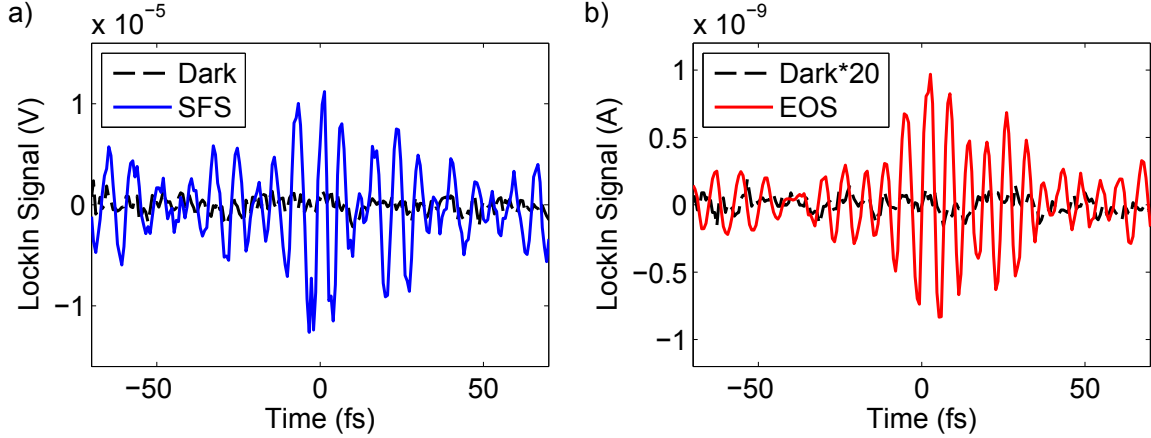 a)
x 10⁻⁵
Dark
SFS
1
0
−1
LockIn Signal (V)
−50
0
50
Time (fs)
b)
x 10⁻⁹
Dark*20
EOS
1
0.5
0
−0.5
−1
LockIn Signal (A)
−50
0
50
Time (fs)